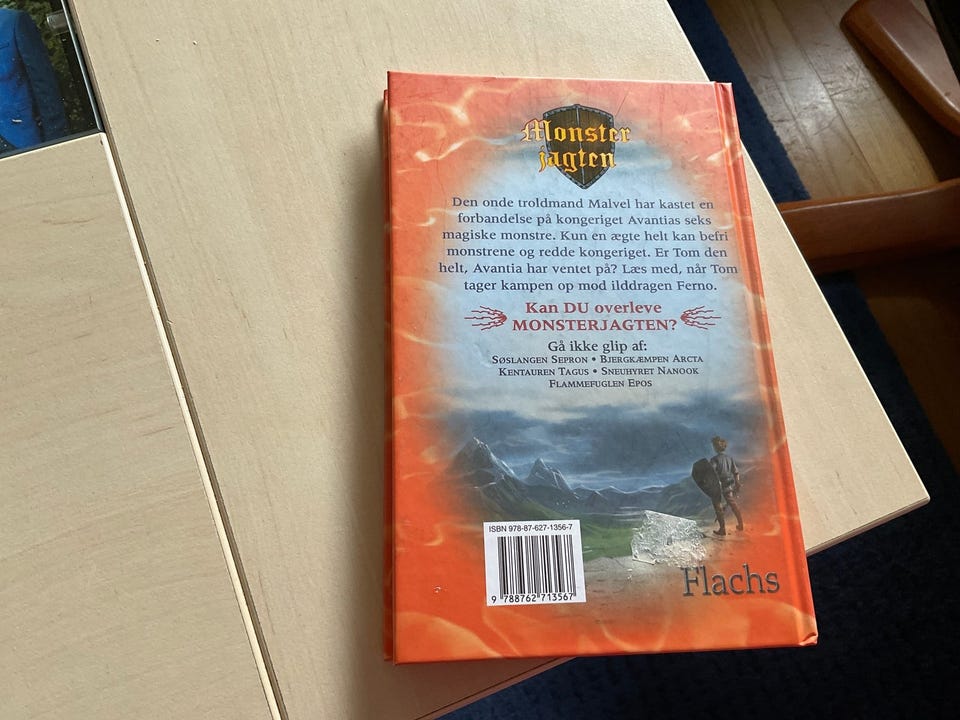 Monster
jagten
Den onde troldmand Malvel har kastet en
forbandelse på kongeriget Avantias seks
magiske monstre. Kun en ægte helt kan befri
monstrene og redde kongeriget. Er Tom den
helt, Avantia har ventet på? Læs med, når Tom
tager kampen op mod ilddragen Ferno.
Kan DU overleve
MONSTERJAGTEN?
Gå ikke glip af:
SØSLANGEN SEPRON • BJERGKÆMPEN ARCTA
KENTAUREN TAGUS • SNEUHYRET NANOOK
FLAMMEFUGLEN EPOS
ISBN 978-87-627-1356-7
9 788762 713567
Flachs